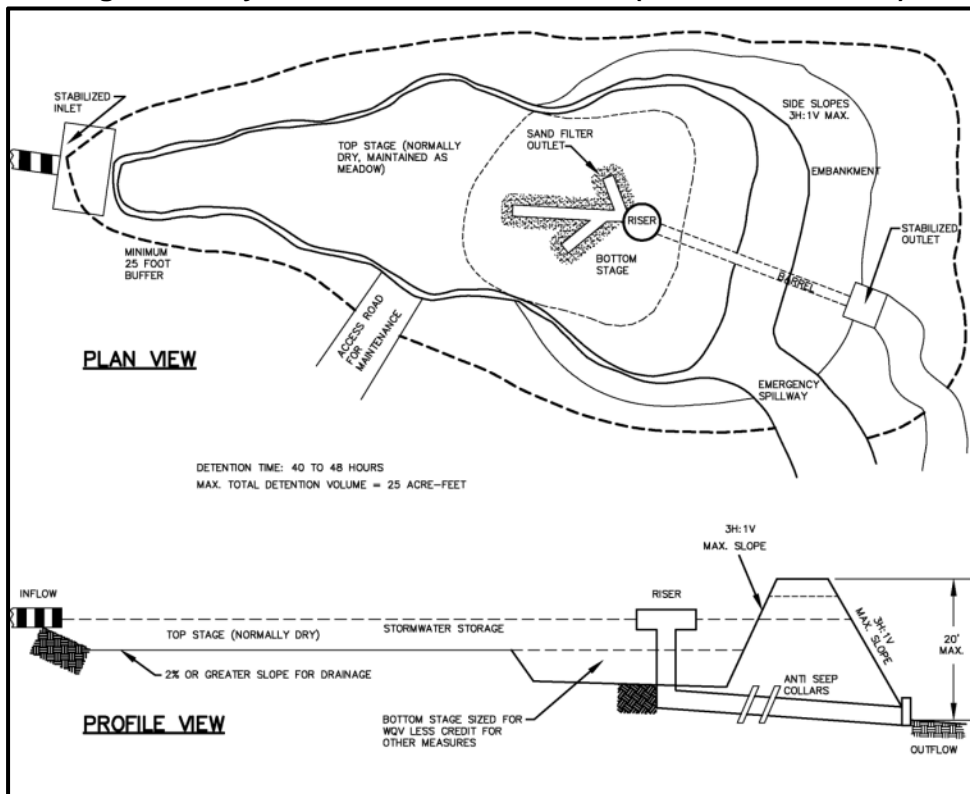 STABILIZED
INLET
TOP STAGE (NORMALLY
DRY, MAINTAINED AS
MEADOW)
SAND FILTER
OUTLET
SIDE SLOPES
3H:1V MAX.
EMBANKMENT
RISER
STABILIZED
OUTLET
BOTTOM
STAGE
BARREL
MINIMUM
25 FOOT
BUFFER
ACCESS ROAD
FOR
MAINTENANCE
PLAN VIEW
EMERGENCY
SPILLWAY
DETENTION TIME: 40 TO 48 HOURS
MAX. TOTAL DETENTION VOLUME = 25 ACRE-FEET
3H:1V
MAX. SLOPE
INFLOW
RISER
STORMWATER STORAGE
TOP STAGE (NORMALLY DRY)
3H:1V
MAX. SLOPE
20'
MAX.
2% OR GREATER SLOPE FOR DRAINAGE
ANTI SEEP
COLLARS
BOTTOM STAGE SIZED FOR
WQV LESS CREDIT FOR
OTHER MEASURES
PROFILE VIEW
OUTFLOW